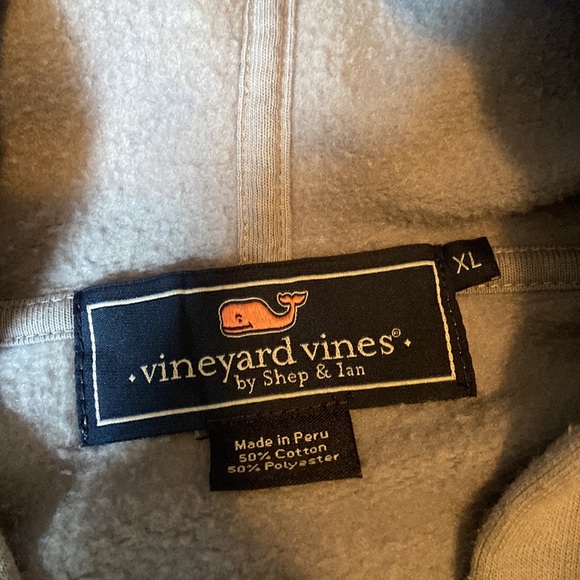 XL
vineyard vines®
by Shep & Ian
Made in Peru
50% Cotton
50% Polyester